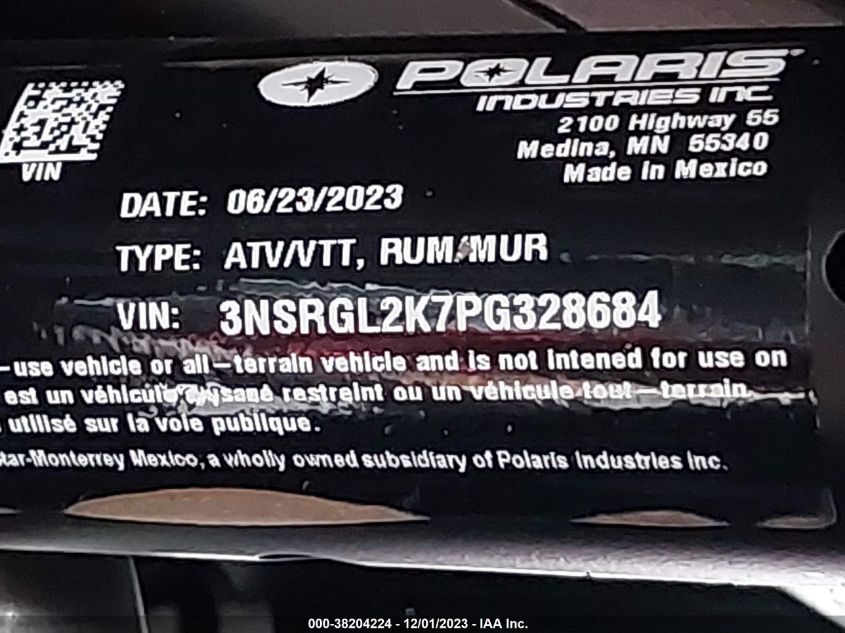 POLARIS
INDUSTRIES INC.
2100 Highway 55
Medina, MN 55340
Made in Mexico
VIN
DATE: 06/23/2023
TYPE: ATV/VTT, RUM/MUR
VIN: 3NSRGL2K7PG328684
-use vehicle or all-terrain vehicle and is not intened for use on
est un véhicule restreint ou un véhicule tout-terrain
utilisé sur la voie publique.
tar-Monterrey Mexico, a wholly owned subsidiary of Polaris Industries Inc.
000-38204224 - 12/01/2023 - IAA Inc.